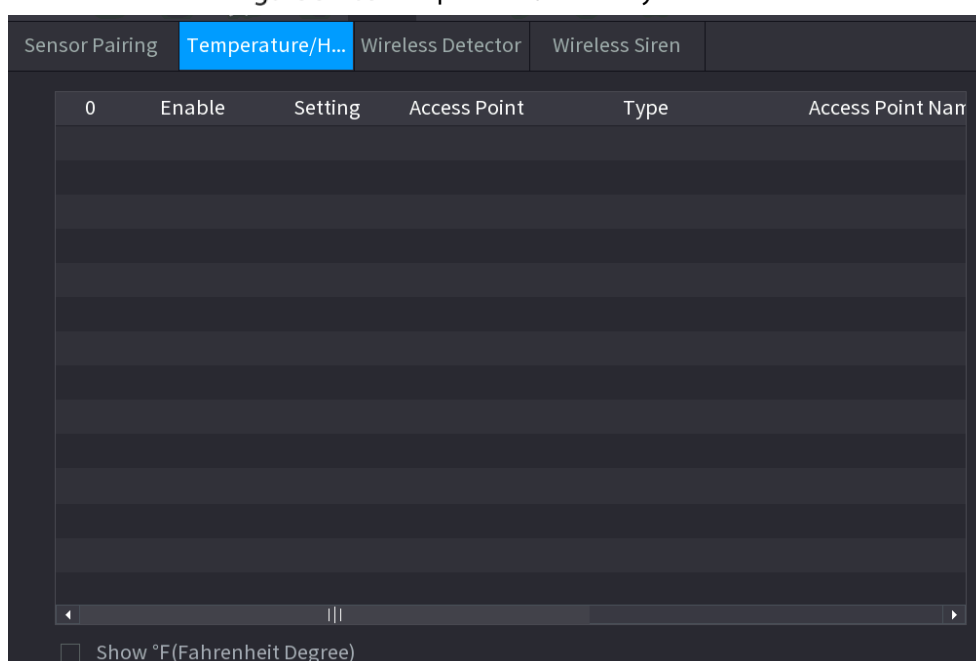 Sensor Pairing Temperature/H... Wireless Detector Wireless Siren
0 Enable Setting Access Point Type Access Point Nam
Show °F(Fahrenheit Degree)